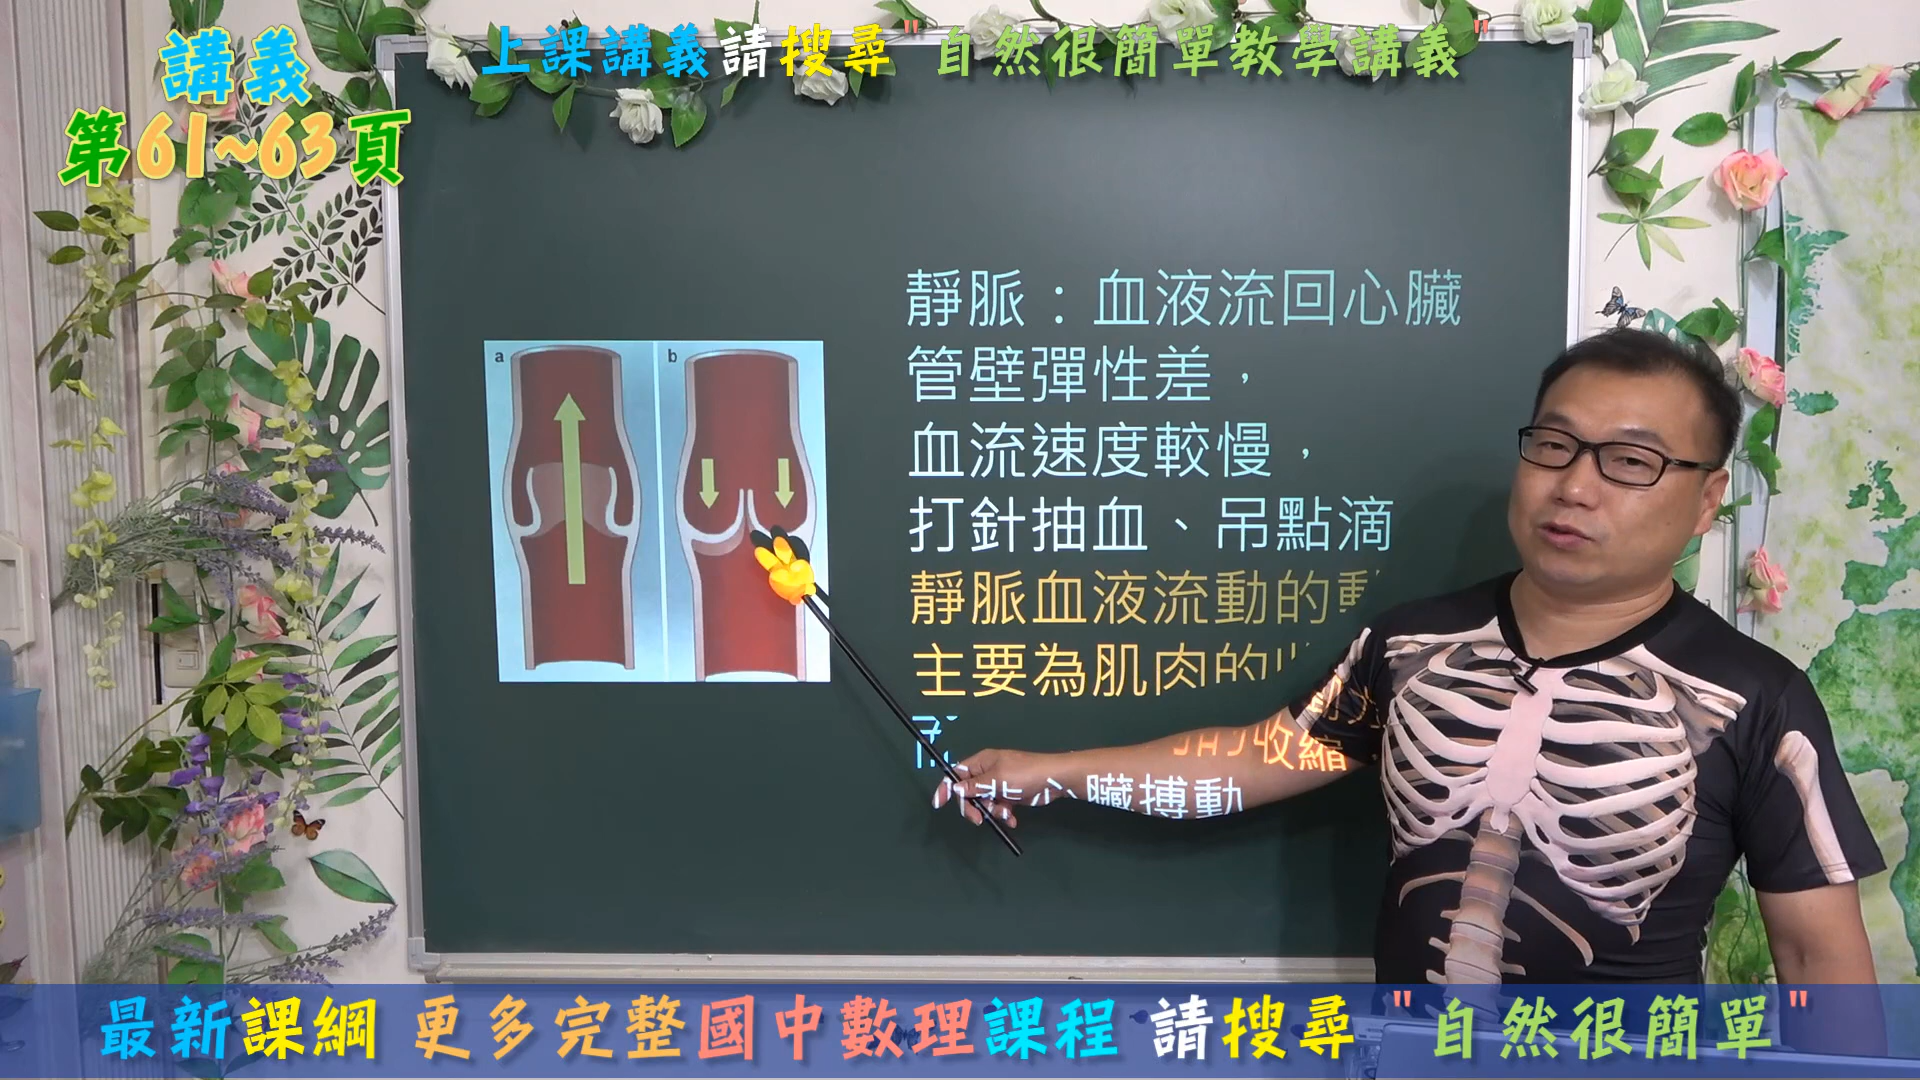 上課講義請搜尋"自然很簡單教學講義"
講義
第61~63頁
a
b
靜脈：血液流回心臟
管壁彈性差，
血流速度較慢，
打針抽血、吊點滴
靜脈血液流動的動
主要為肌肉的收
的收縮
非心臟搏動
最新課綱 更多完整國中數理課程 請搜尋"自然很簡單"